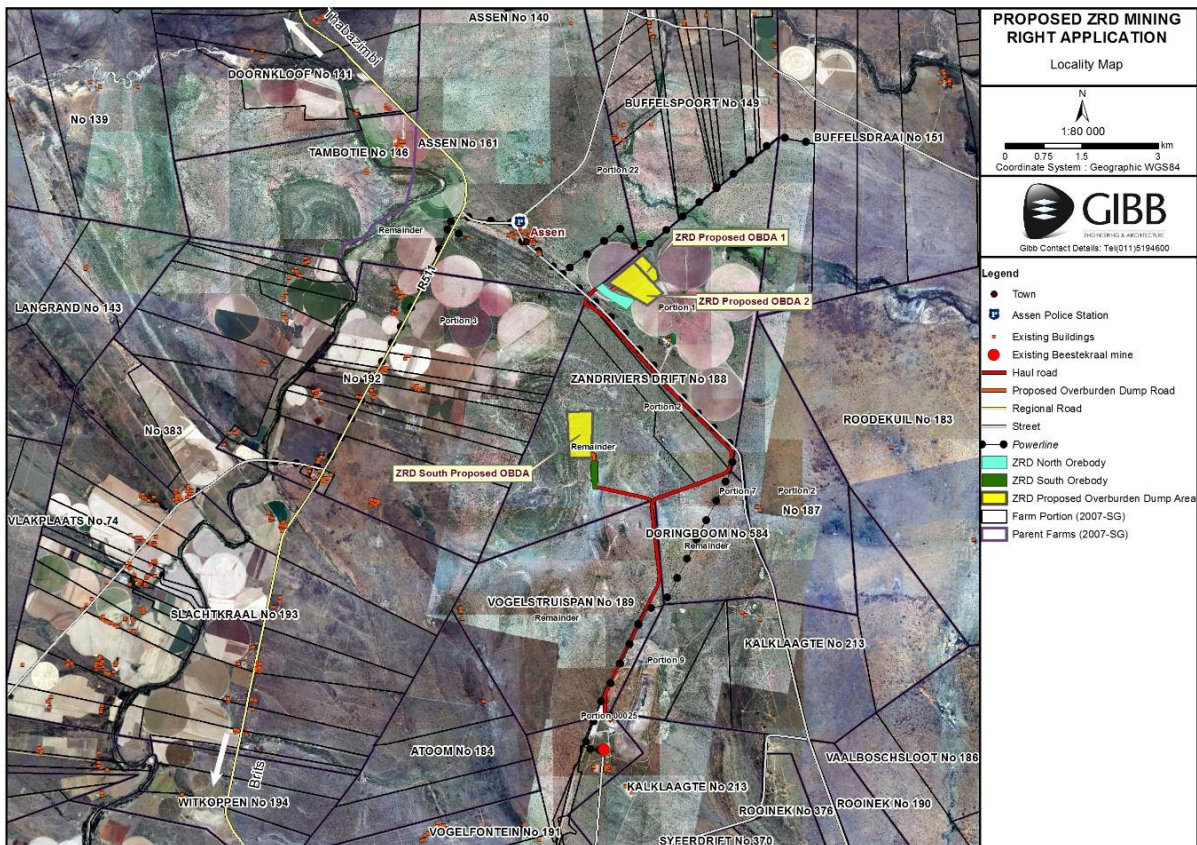 ASSEN No 140
Thabazimbi
DOORNKLOOF No 141
No 139
BUFFELSPOORT No 149
TAMBOTIE No 146
ASSEN No 161
BUFFELSDRAAI No 151
Portion 22
Remainder
Assen
ZRD Proposed OBDA 1
R511
LANGRAND No 143
Portion 3
Portion 1
ZRD Proposed OBDA 2
No 192
ZANDRIVIERS DRIFT No 188
Portion 2
ROODEKUIL No 183
No 383
Remainder
ZRD South Proposed OBDA
Portion 7
Portion 2
No 187
VLAKPLAATS No 74
DORINGBOOM No 584
Remainder
SLACHTKRAAL No 193
VOGELSTRUISPAN No 189
Remainder
KALKLAAGTE No 213
Portion 9
Portion 00025
ATOOM No 184
VAALBOSCHSLOOT No 186
Brits
KALKLAAGTE No 213
WITKOPPEN No 194
ROOINEK No 376
ROOINEK No 190
VOGELFONTEIN No 191
SYFERDRIFT No 370
PROPOSED ZRD MINING
RIGHT APPLICATION
Locality Map
N
1:80 000
km
0 0.75 1.5 3
Coordinate System : Geographic WGS84
GIBB
ENGINEERING & ARCHITECTURE
Gibb Contact Details: Tel(011)5194600
Legend
Town
Assen Police Station
Existing Buildings
Existing Beestekraal mine
Haul road
Proposed Overburden Dump Road
Regional Road
Street
Powerline
ZRD North Orebody
ZRD South Orebody
ZRD Proposed Overburden Dump Area
Farm Portion (2007-SG)
Parent Farms (2007-SG)